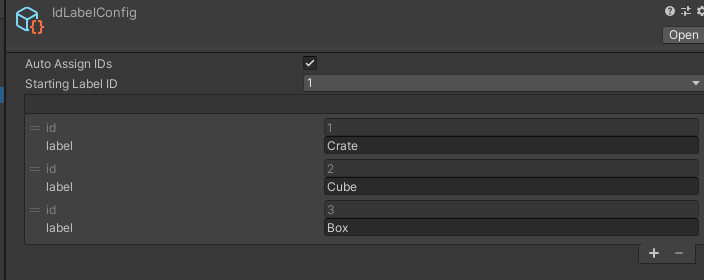 IdLabelConfig
Open
Auto Assign IDs
Starting Label ID 1
id 1
label Crate
id 2
label Cube
id 3
label Box